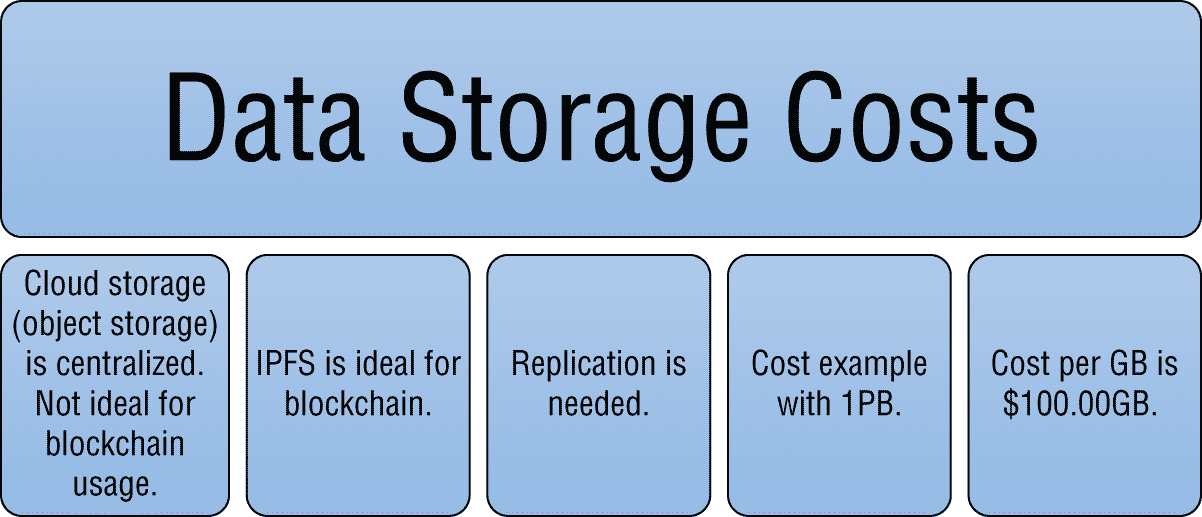 Data Storage Costs
Cloud storage
(object storage)
is centralized.
Not ideal for
blockchain
usage.
IPFS is ideal for
blockchain.
Replication is
needed.
Cost example
with 1PB.
Cost per GB is
$100.00GB.